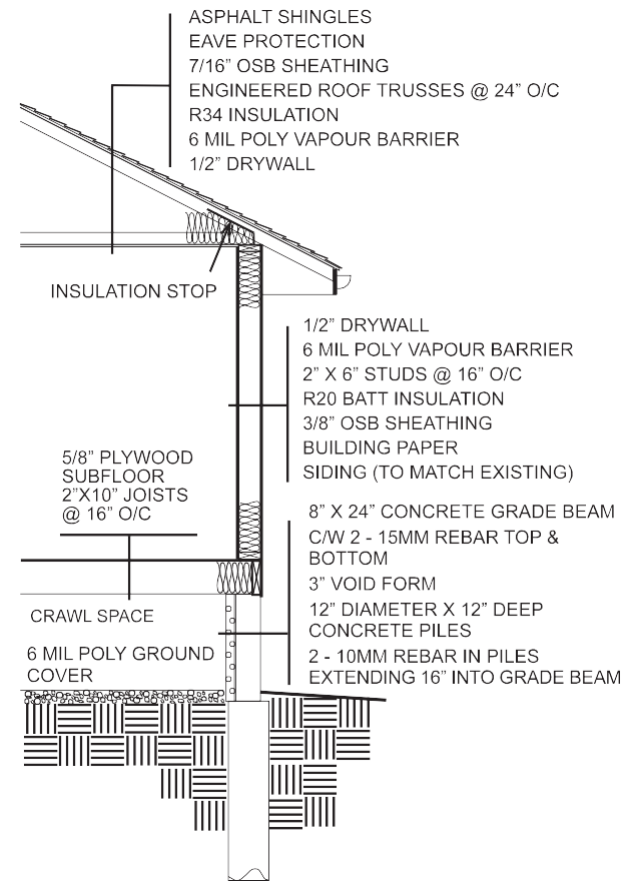 ASPHALT SHINGLES
EAVE PROTECTION
7/16” OSB SHEATHING
ENGINEERED ROOF TRUSSES @ 24” O/C
R34 INSULATION
6 MIL POLY VAPOUR BARRIER
1/2” DRYWALL
INSULATION STOP
1/2” DRYWALL
6 MIL POLY VAPOUR BARRIER
2” X 6” STUDS @ 16” O/C
R20 BATT INSULATION
3/8” OSB SHEATHING
BUILDING PAPER
SIDING (TO MATCH EXISTING)
5/8” PLYWOOD
SUBFLOOR
2”X10” JOISTS
@ 16” O/C
8” X 24” CONCRETE GRADE BEAM
C/W 2 - 15MM REBAR TOP &
BOTTOM
3” VOID FORM
12” DIAMETER X 12” DEEP
CONCRETE PILES
2 - 10MM REBAR IN PILES
EXTENDING 16” INTO GRADE BEAM
CRAWL SPACE
6 MIL POLY GROUND
COVER